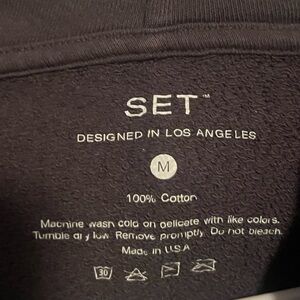 SET™
DESIGNED IN LOS ANGELES
M
100% Cotton
Machine wash cold on delicate with like colors.
Tumble dry low. Remove promptly. Do not bleach.
Made in U.S.A
30